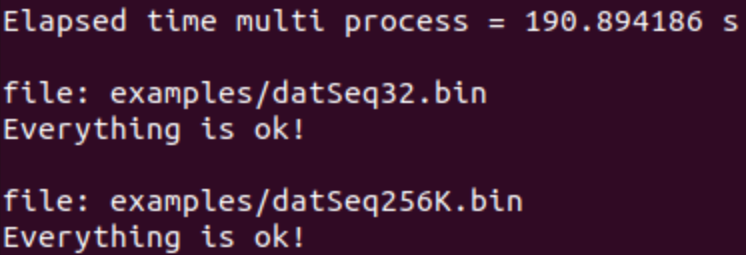 Elapsed time multi process = 190.894186 s
file: examples/datSeq32.bin
Everything is ok!
file: examples/datSeq256K.bin
Everything is ok!